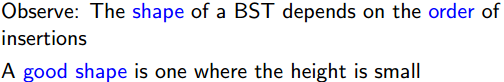 Observe: The shape of a BST depends on the order of
insertions
A good shape is one where the height is small